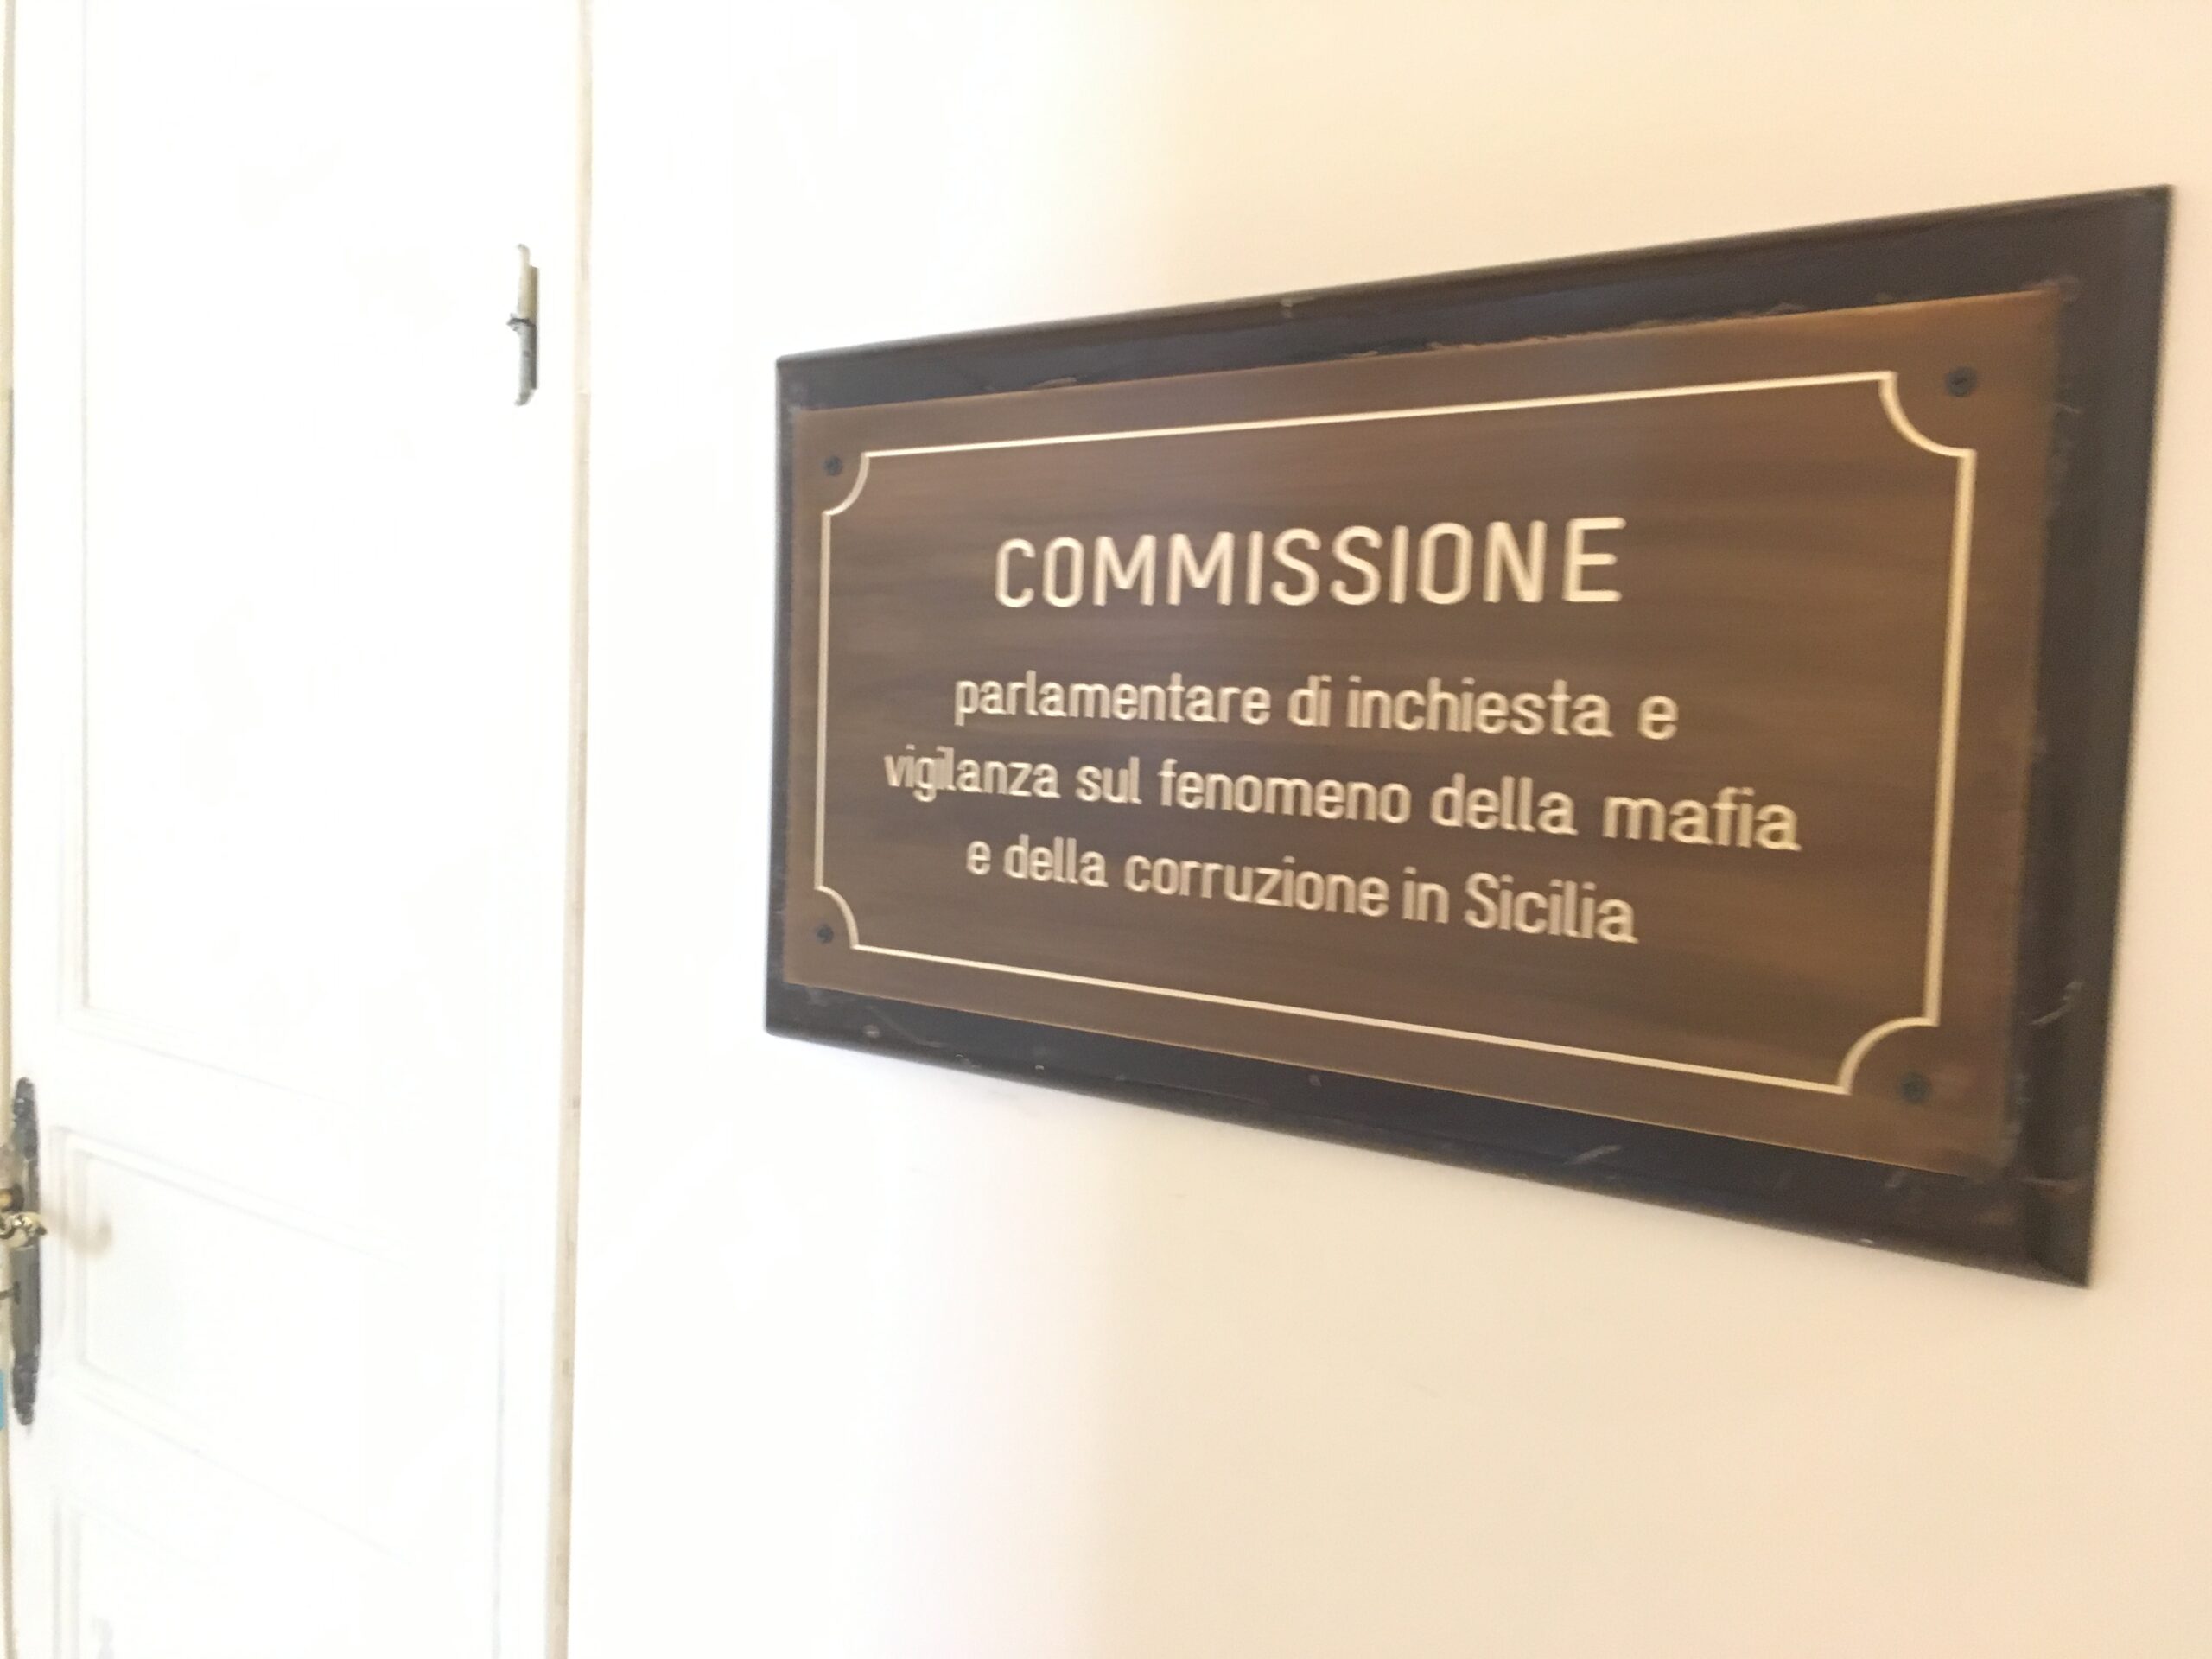 COMMISSIONE
parlamentare di inchiesta e
vigilanza sul fenomeno della mafia
e della corruzione in Sicilia